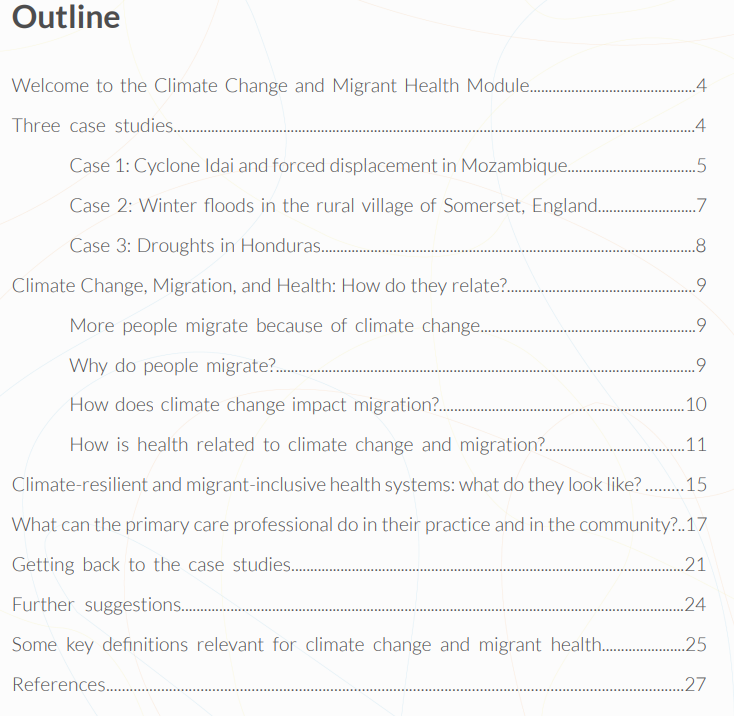 Outline
Welcome to the Climate Change and Migrant Health Module..........4
Three case studies..........4
Case 1: Cyclone Idai and forced displacement in Mozambique..........5
Case 2: Winter floods in the rural village of Somerset, England..........7
Case 3: Droughts in Honduras..........8
Climate Change, Migration, and Health: How do they relate?..........9
More people migrate because of climate change..........9
Why do people migrate?..........9
How does climate change impact migration?..........10
How is health related to climate change and migration?..........11
Climate-resilient and migrant-inclusive health systems: what do they look like? .........15
What can the primary care professional do in their practice and in the community?..17
Getting back to the case studies..........21
Further suggestions..........24
Some key definitions relevant for climate change and migrant health..........25
References..........27